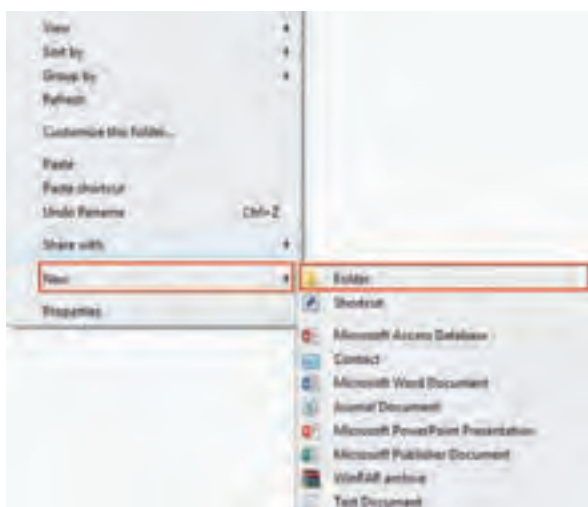 View
Sort by
Group by
Refresh
Customize this folder...
Paste
Paste shortcut
Undo Rename Ctrl+Z
Share with
New
Properties
Folder
Shortcut
Microsoft Access Database
Contact
Microsoft Word Document
Journal Document
Microsoft PowerPoint Presentation
Microsoft Publisher Document
WinRAR archive
Text Document